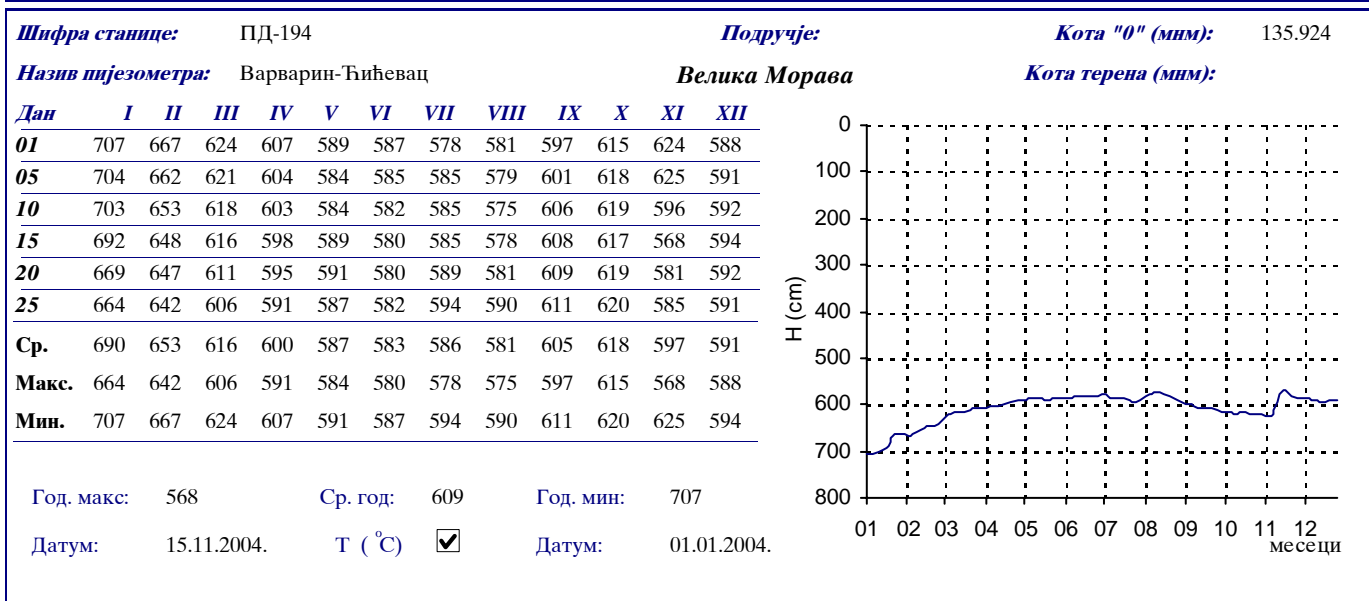 Шифра станице: ПД-194 Подручје: Кота "0" (мнм): 135.924
Назив пијезометра: Варварин-Ћићевац Велика Морава Кота терена (мнм):
Дан I II III IV V VI VII VIII IX X XI XII
01 707 667 624 607 589 587 578 581 597 615 624 588
05 704 662 621 604 584 585 585 579 601 618 625 591
10 703 653 618 603 584 582 585 575 606 619 596 592
15 692 648 616 598 589 580 585 578 608 617 568 594
20 669 647 611 595 591 580 589 581 609 619 581 592
25 664 642 606 591 587 582 594 590 611 620 585 591
Ср. 690 653 616 600 587 583 586 581 605 618 597 591
Макс. 664 642 606 591 584 580 578 575 597 615 568 588
Мин. 707 667 624 607 591 587 594 590 611 620 625 594
Год. макс: 568 Ср. год: 609 Год. мин: 707
Датум: 15.11.2004. Т ( °C) Датум: 01.01.2004.
H (cm)
0
100
200
300
400
500
600
700
800
01 02 03 04 05 06 07 08 09 10 11 12
месеци